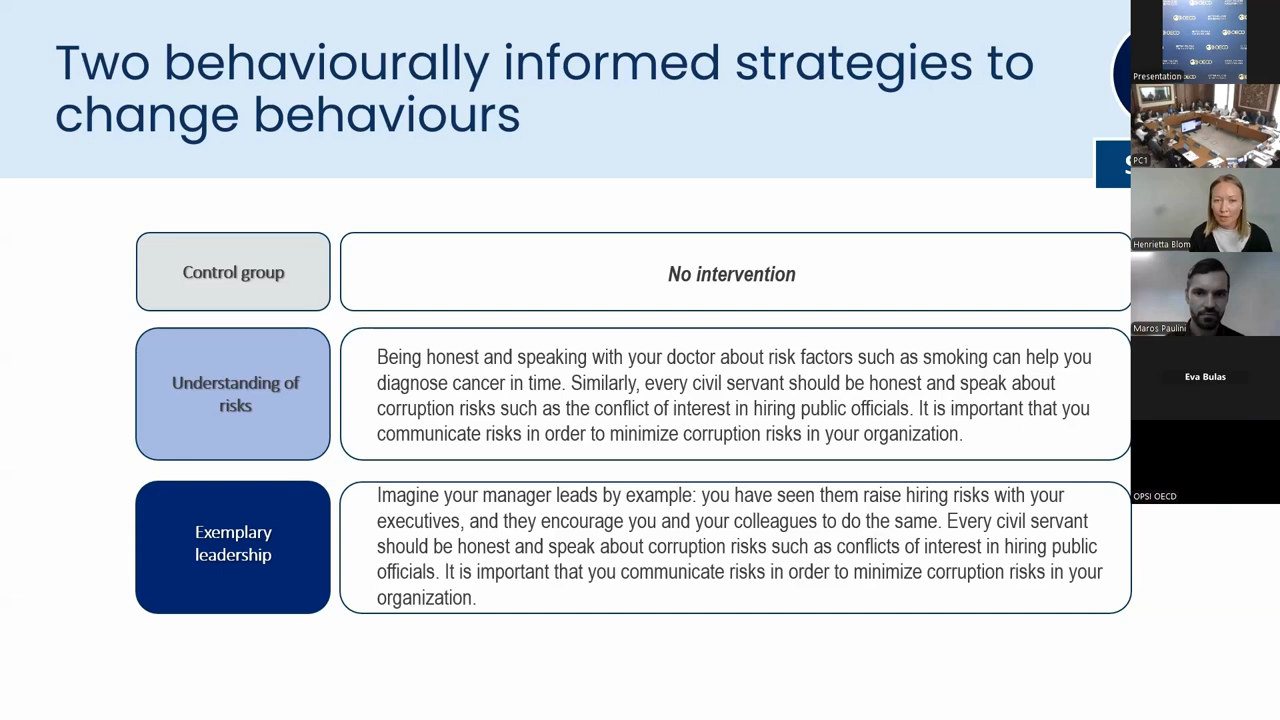 Two behaviourally informed strategies to
change behaviours
Control group
No intervention
Understanding of
risks
Being honest and speaking with your doctor about risk factors such as smoking can help you
diagnose cancer in time. Similarly, every civil servant should be honest and speak about
corruption risks such as the conflict of interest in hiring public officials. It is important that you
communicate risks in order to minimize corruption risks in your organization.
Exemplary
leadership
Imagine your manager leads by example: you have seen them raise hiring risks with your
executives, and they encourage you and your colleagues to do the same. Every civil servant
should be honest and speak about corruption risks such as conflicts of interest in hiring public
officials. It is important that you communicate risks in order to minimize corruption risks in your
organization.
OECD
Presentation
PC1
Henrietta Blom
Maros Paulini
Eva Bulas
OPSI OECD